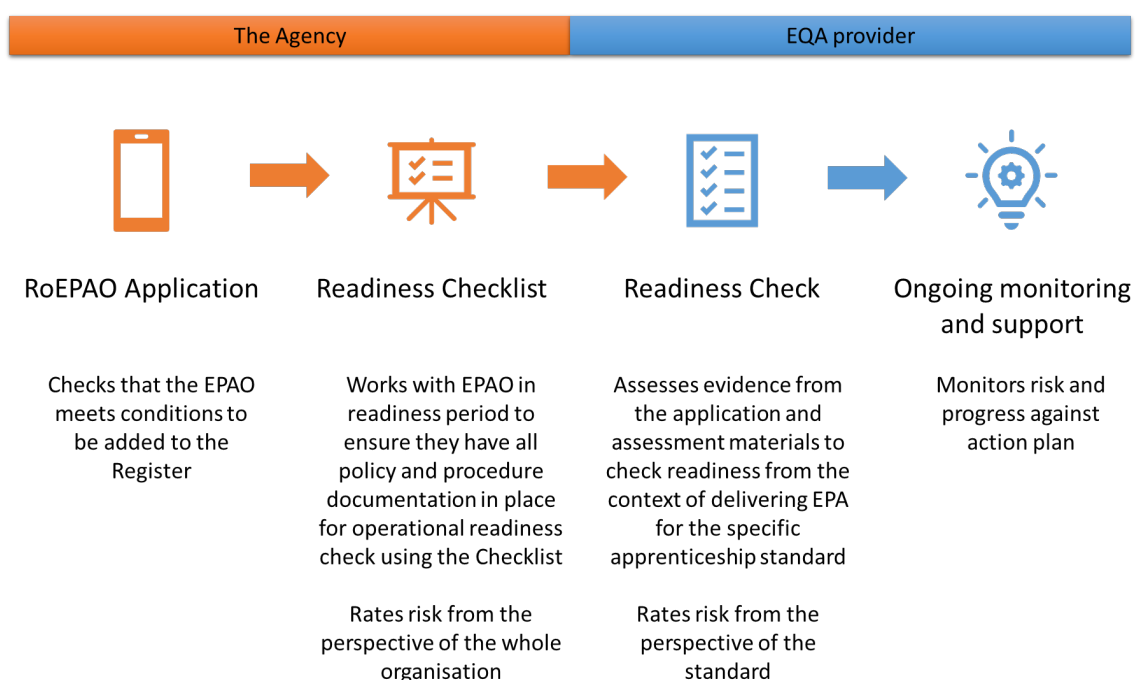 The Agency
EQA provider
RoEPAO Application
Readiness Checklist
Readiness Check
Ongoing monitoring
and support
Checks that the EPAO
meets conditions to
be added to the
Register
Works with EPAO in
readiness period to
ensure they have all
policy and procedure
documentation in place
for operational readiness
check using the Checklist
Rates risk from the
perspective of the whole
organisation
Assesses evidence from
the application and
assessment materials to
check readiness from the
context of delivering EPA
for the specific
apprenticeship standard
Rates risk from the
perspective of the
standard
Monitors risk and
progress against
action plan